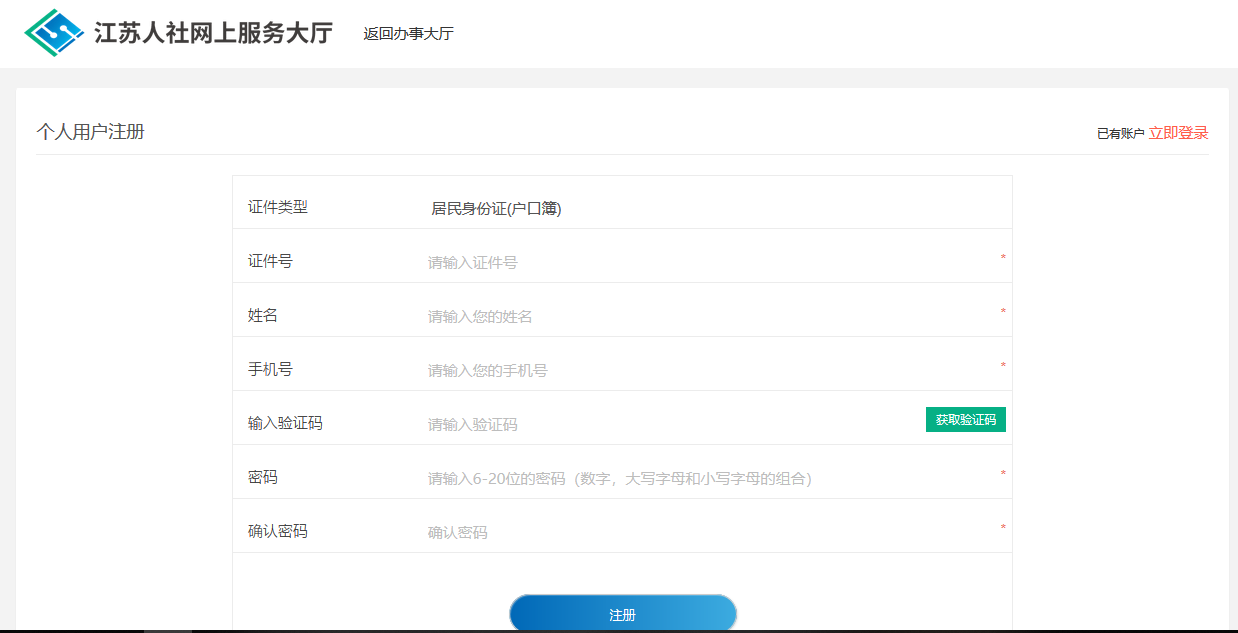 江苏人社网上服务大厅 返回办事大厅
个人用户注册 已有账户 立即登录
证件类型 居民身份证(户口簿)
证件号 请输入证件号 *
姓名 请输入您的姓名 *
手机号 请输入您的手机号 *
输入验证码 请输入验证码 获取验证码
密码 请输入6-20位的密码（数字，大写字母和小写字母的组合） *
确认密码 确认密码 *
注册